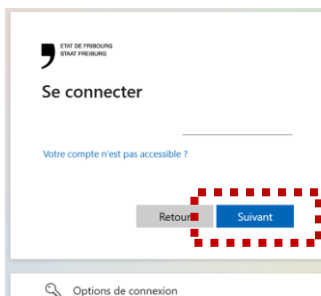 ETAT DE FRIBOURG
STAAT FREIBURG
Se connecter
Votre compte n'est pas accessible ?
Retour Suivant
Options de connexion